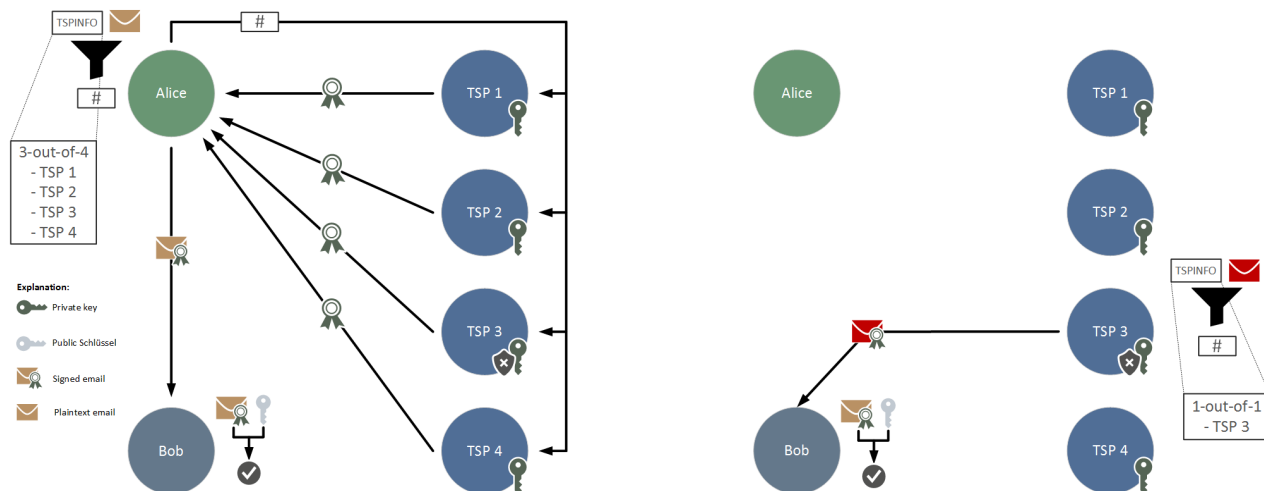 TSPINFO
#
#
Alice
TSP 1
3-out-of-4
- TSP 1
- TSP 2
- TSP 3
- TSP 4
TSP 2
Explanation:
Private key
Public Schlüssel
Signed email
Plaintext email
TSP 3
Bob
TSP 4
Alice
TSP 1
TSP 2
TSPINFO
#
TSP 3
1-out-of-1
- TSP 3
Bob
TSP 4